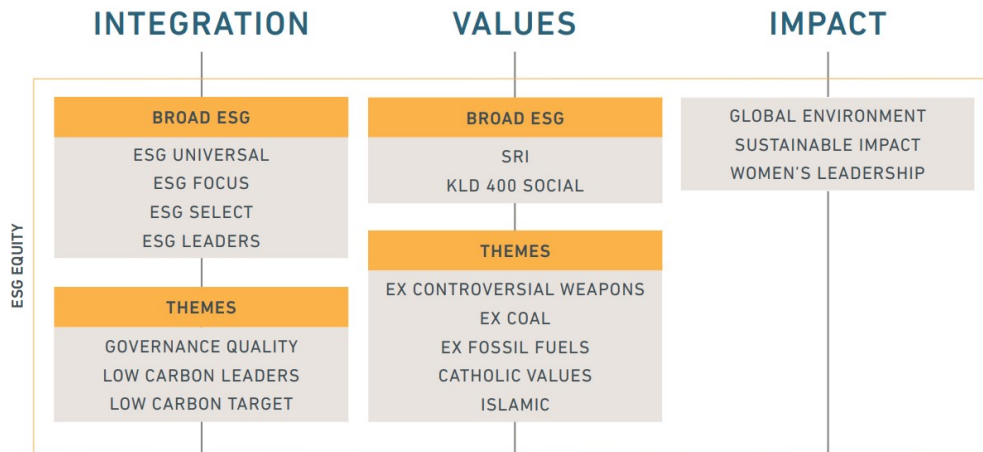 INTEGRATION
VALUES
IMPACT
ESG EQUITY
BROAD ESG
ESG UNIVERSAL
ESG FOCUS
ESG SELECT
ESG LEADERS
THEMES
GOVERNANCE QUALITY
LOW CARBON LEADERS
LOW CARBON TARGET
BROAD ESG
SRI
KLD 400 SOCIAL
THEMES
EX CONTROVERSIAL WEAPONS
EX COAL
EX FOSSIL FUELS
CATHOLIC VALUES
ISLAMIC
GLOBAL ENVIRONMENT
SUSTAINABLE IMPACT
WOMEN'S LEADERSHIP